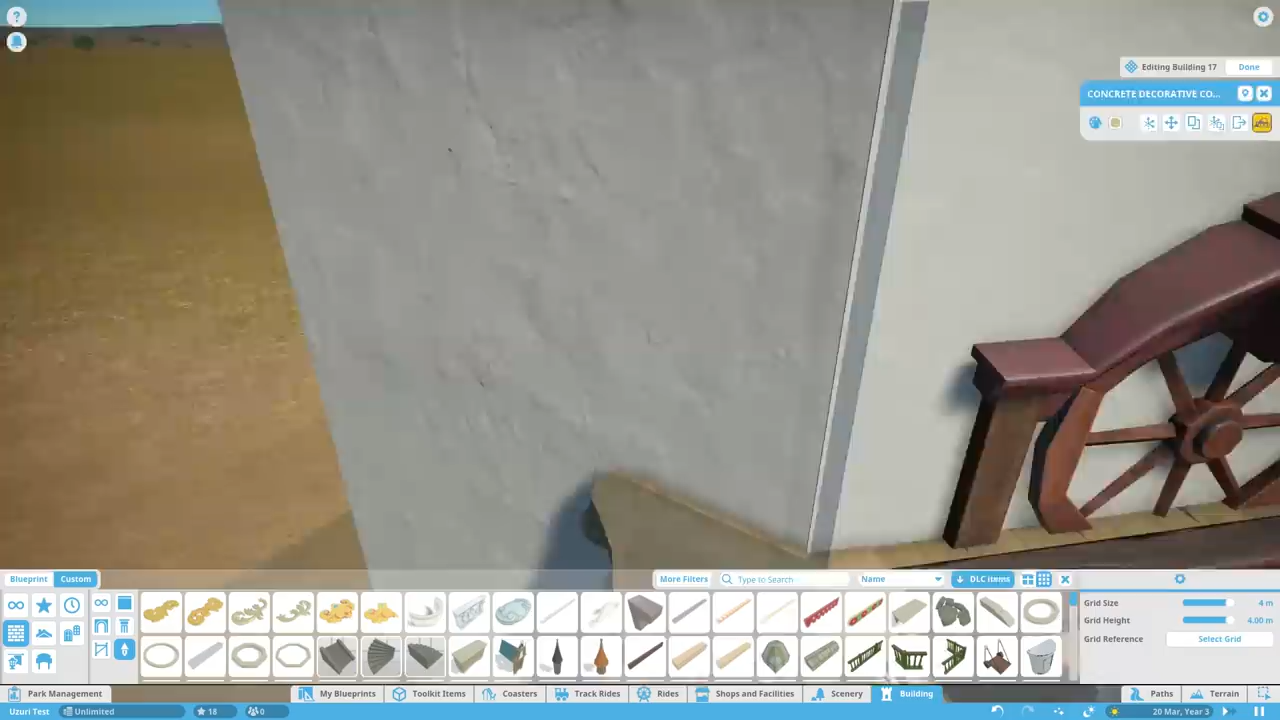 Editing Building 17
Done
CONCRETE DECORATIVE CO...
Blueprint
Custom
More Filters
Type to Search
Name
DLC Items
Grid Size
4 m
Grid Height
4.00 m
Grid Reference
Select Grid
Park Management
My Blueprints
Toolkit Items
Coasters
Track Rides
Rides
Shops and Facilities
Scenery
Building
Paths
Terrain
Uzuri Test
Unlimited
18
0
20 Mar, Year 3